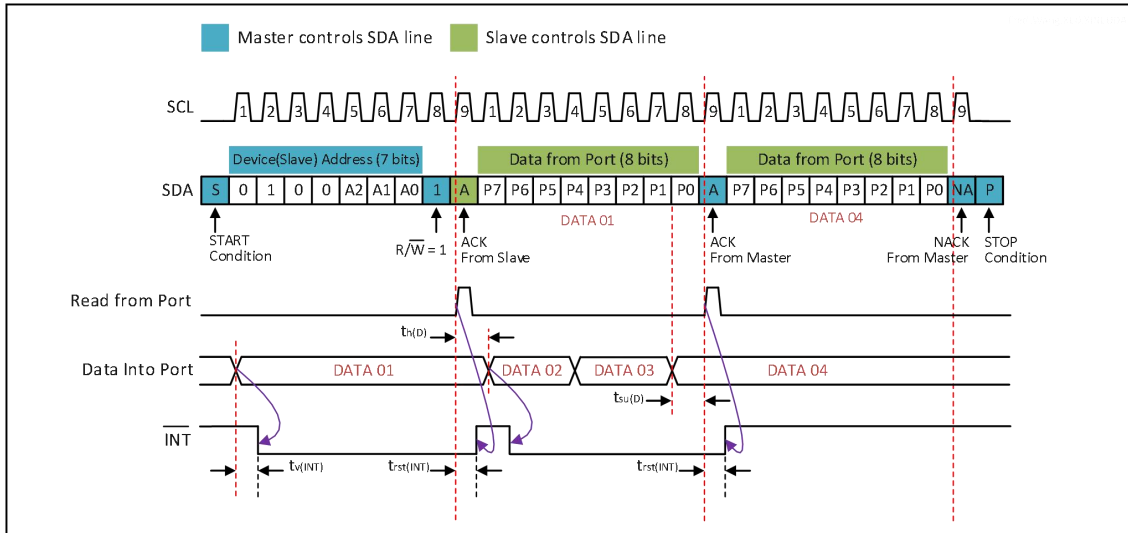 Master controls SDA line Slave controls SDA line
SCL 1 2 3 4 5 6 7 8 9 1 2 3 4 5 6 7 8 9 1 2 3 4 5 6 7 8 9
Device(Slave) Address (7 bits) Data from Port (8 bits) Data from Port (8 bits)
SDA S 0 1 0 0 A2 A1 A0 1 A P7 P6 P5 P4 P3 P2 P1 P0 A P7 P6 P5 P4 P3 P2 P1 P0 NA P
DATA 01 DATA 04
START
Condition
R/W̅ = 1
ACK
From Slave
ACK
From Master
NACK
From Master
STOP
Condition
Read from Port
th(D)
Data Into Port DATA 01 DATA 02 DATA 03 DATA 04
tsu(D)
I̅N̅T̅
tv(INT) trst(INT) trst(INT)